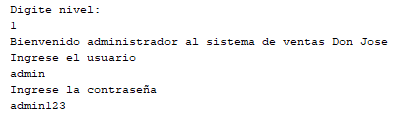 Digite nivel:
1
Bienvenido administrador al sistema de ventas Don Jose
Ingrese el usuario
admin
Ingrese la contraseña
admin123